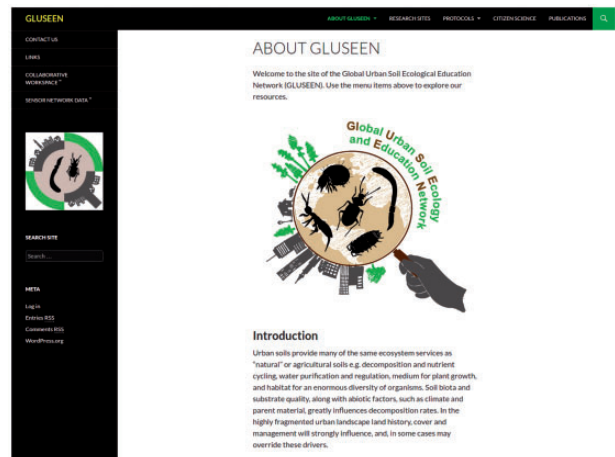 GLUSEEN
ABOUT GLUSEEN
RESEARCH SITES
PROTOCOLS
CITIZEN SCIENCE
PUBLICATIONS
CONTACT US
LINKS
COLLABORATIVE
WORKSPACE
SENSOR NETWORK DATA
SEARCH SITE
Search ...
META
Log in
Entries RSS
Comments RSS
WordPress.org
ABOUT GLUSEEN
Welcome to the site of the Global Urban Soil Ecological Education
Network (GLUSEEN). Use the menu items above to explore our
resources.
Global Urban Soil Ecology
and Education Network
Introduction
Urban soils provide many of the same ecosystem services as
"natural" or agricultural soils e.g. decomposition and nutrient
cycling, water purification and regulation, medium for plant growth,
and habitat for an enormous diversity of organisms. Soil biota and
substrate quality, along with abiotic factors, such as climate and
parent material, greatly influences decomposition rates. In the
highly fragmented urban landscape land history, cover and
management will strongly influence, and, in some cases may
override these drivers.